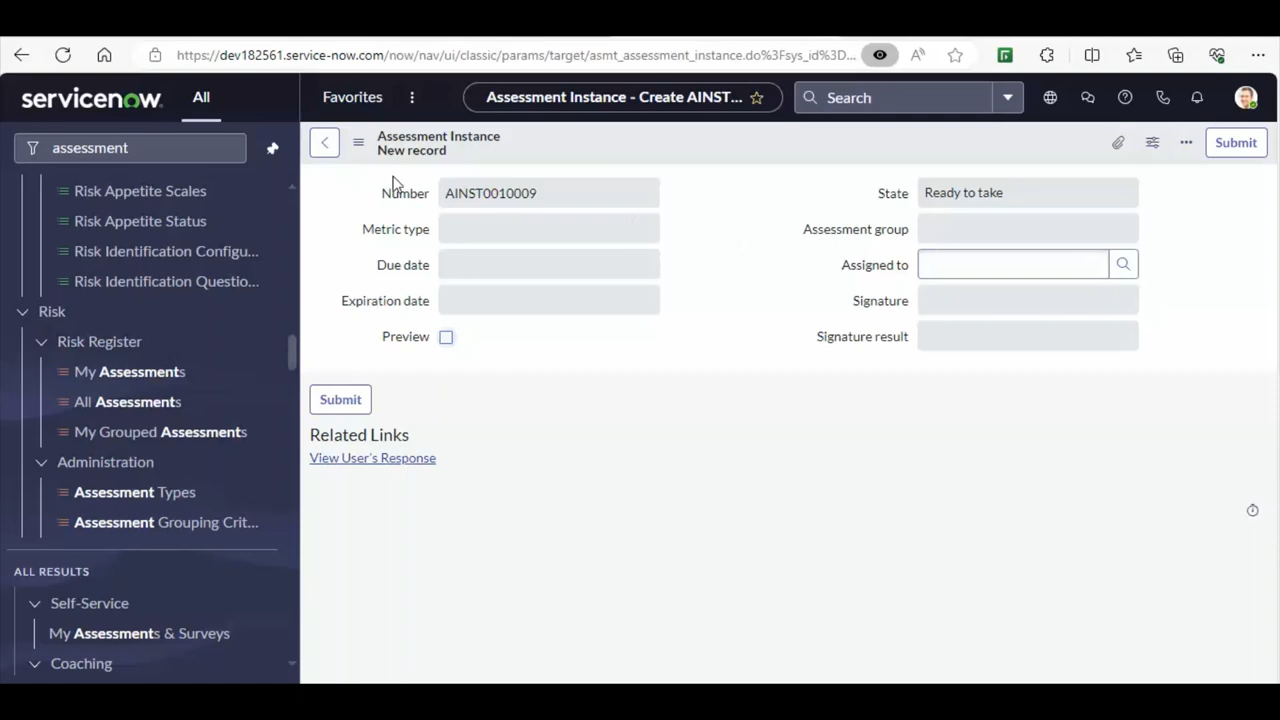 https://dev182561.service-now.com/now/nav/ui/classic/params/target/asmt_assessment_instance.do%3Fsys_id%3D...
servicenow
All
Favorites
Assessment Instance - Create AINST...
Search
assessment
Assessment Instance
New record
Submit
Risk Appetite Scales
Risk Appetite Status
Risk Identification Configu...
Risk Identification Questio...
Risk
Risk Register
My Assessments
All Assessments
My Grouped Assessments
Administration
Assessment Types
Assessment Grouping Crit...
ALL RESULTS
Self-Service
My Assessments & Surveys
Coaching
Number AINST0010009
Metric type
Due date
Expiration date
Preview
State Ready to take
Assessment group
Assigned to
Signature
Signature result
Submit
Related Links
View User's Response